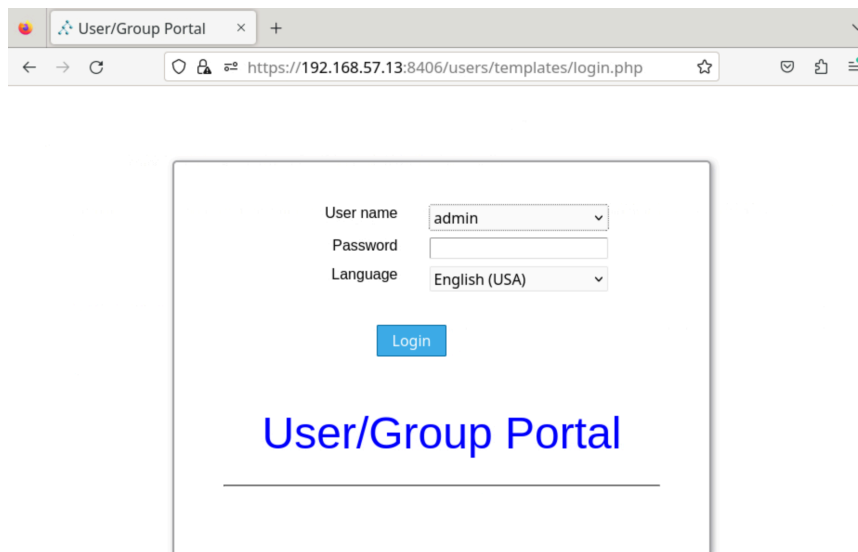 User/Group Portal
https://192.168.57.13:8406/users/templates/login.php
User name admin
Password
Language English (USA)
Login
User/Group Portal